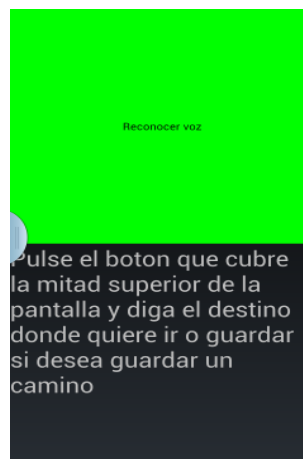 Reconocer voz
Pulse el boton que cubre
la mitad superior de la
pantalla y diga el destino
donde quiere ir o guardar
si desea guardar un
camino